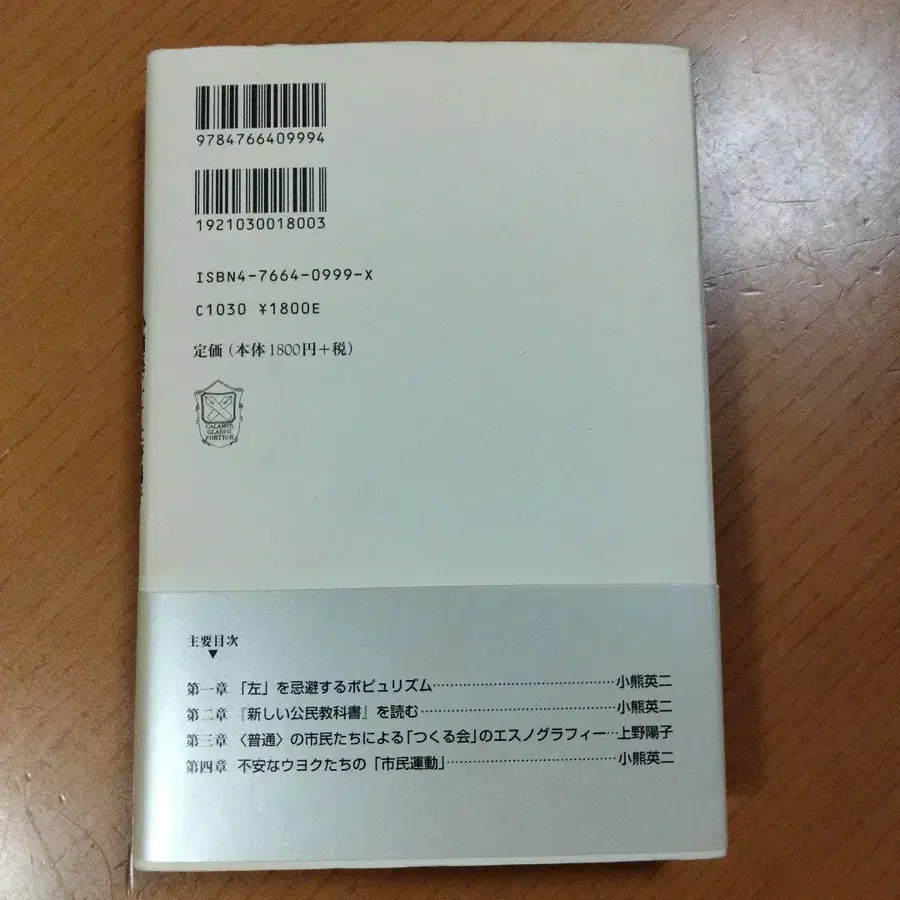 9784766409994
1921030018003
ISBN4-7664-0999-X
C1030 ¥1800E
定価(本体1800円+税)
CALAMVS
GLADIO
FORTIOR
主要目次
▼
第一章 「左」を忌避するポピュリズム……………………………………小熊英二
第二章 『新しい公民教科書』を読む……………………………………小熊英二
第三章 〈普通〉の市民たちによる「つくる会」のエスノグラフィー…上野陽子
第四章 不安なウヨクたちの「市民運動」………………………………小熊英二